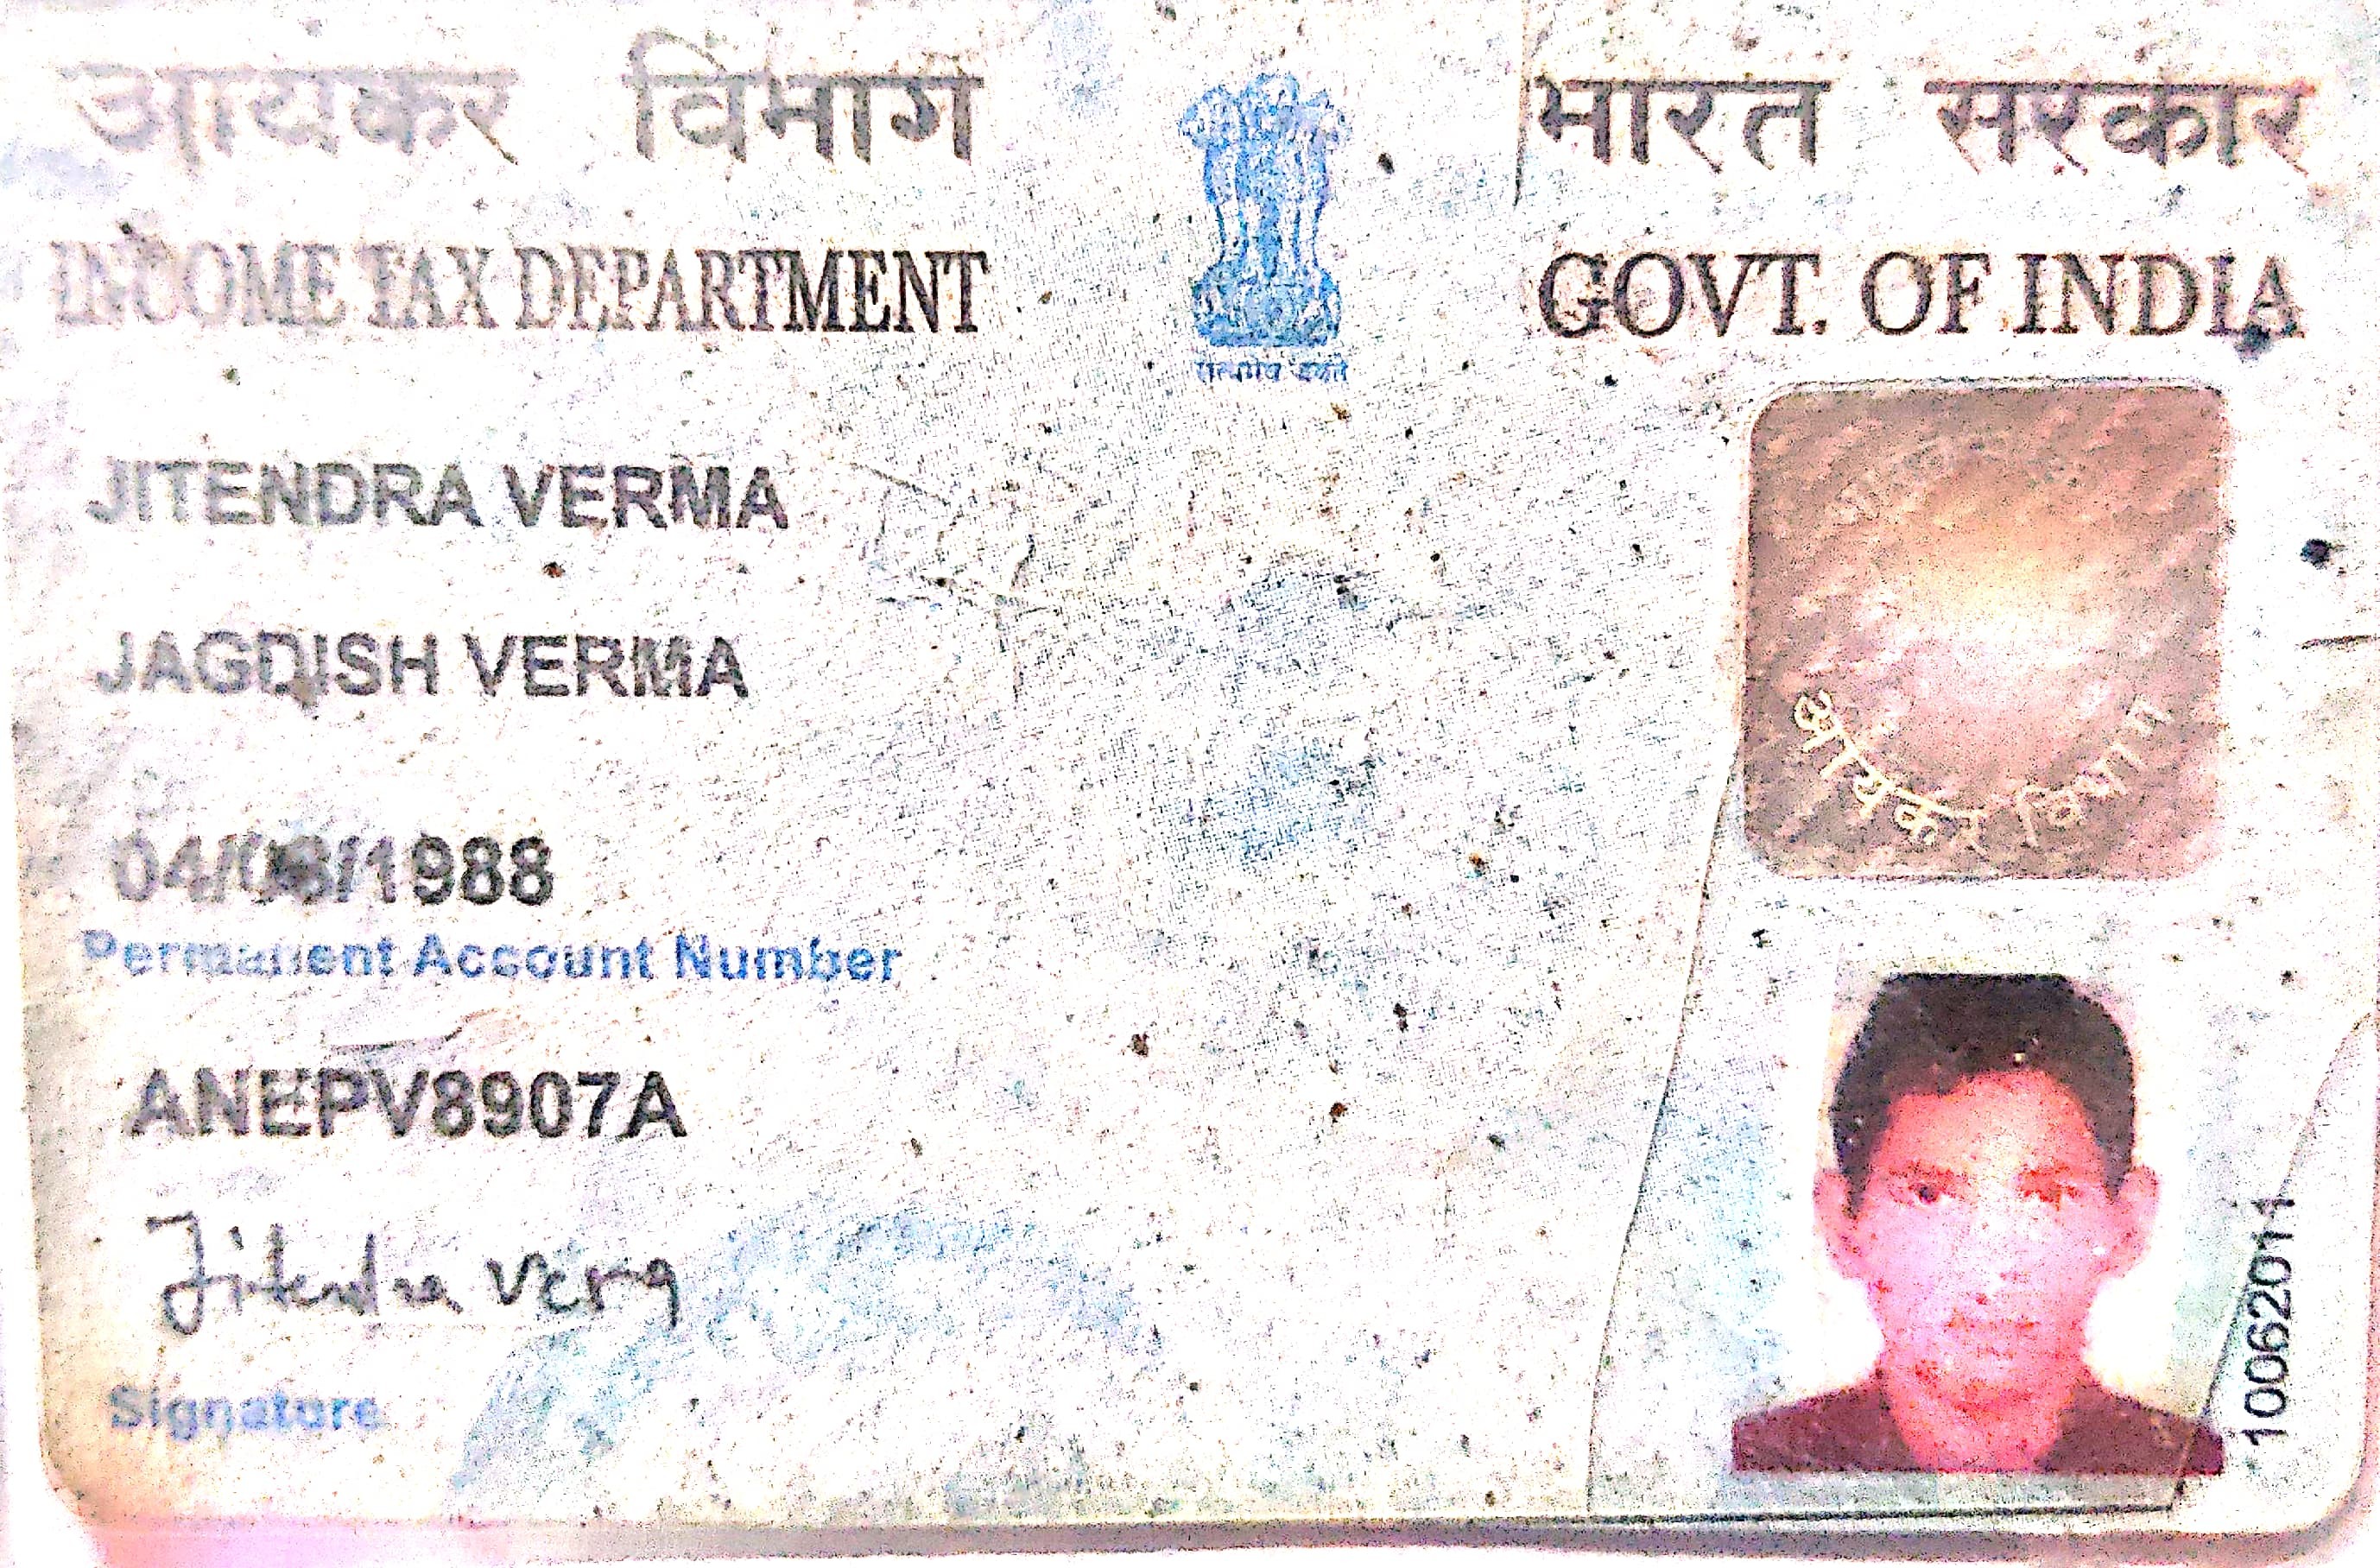 आयकर विभाग
INCOME TAX DEPARTMENT
भारत सरकार
GOVT. OF INDIA
सत्यमेव जयते
JITENDRA VERMA
JAGDISH VERMA
04/08/1988
Permanent Account Number
ANEPV8907A
Jitendra Verma
Signature
आयकर विभाग
10062011